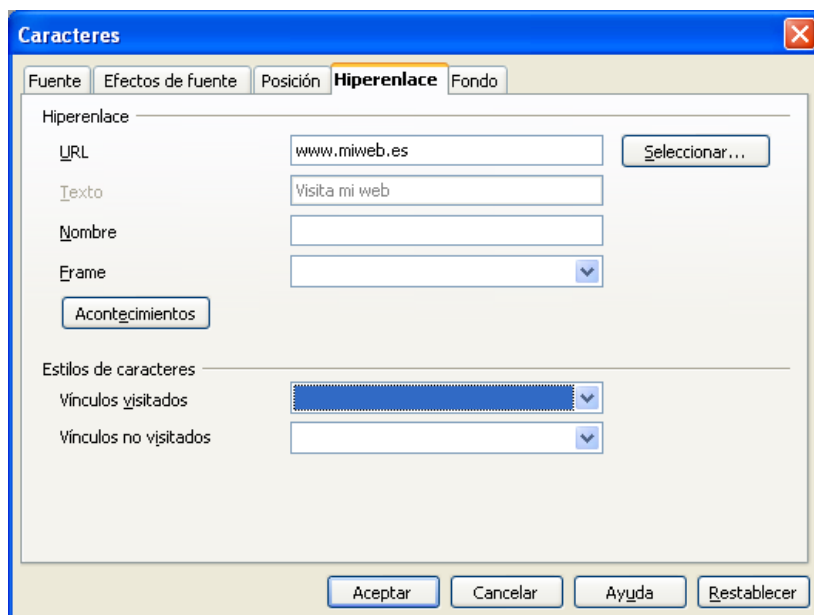 Caracteres
Fuente Efectos de fuente Posición Hiperenlace Fondo
Hiperenlace
URL www.miweb.es Seleccionar...
Texto Visita mi web
Nombre
Frame
Acontecimientos
Estilos de caracteres
Vínculos visitados
Vínculos no visitados
Aceptar Cancelar Ayuda Restablecer